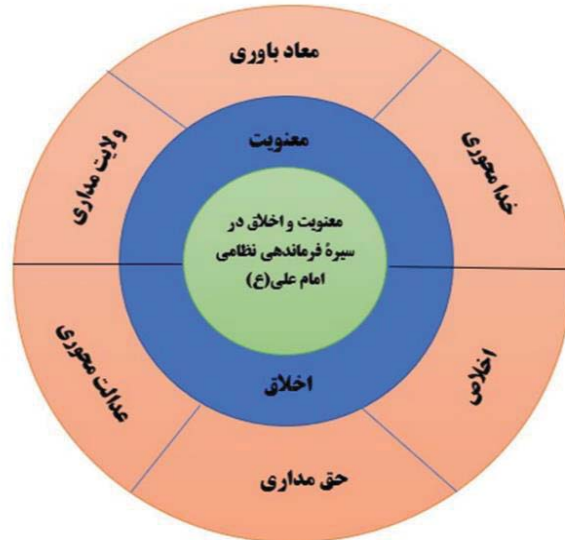 معاد باوری
خدا محوری
ولایت مداری
معنویت
معنویت و اخلاق در
سیرهٔ فرماندهی نظامی
امام علی(ع)
اخلاق
عدالت محوری
اخلاص
حق مداری